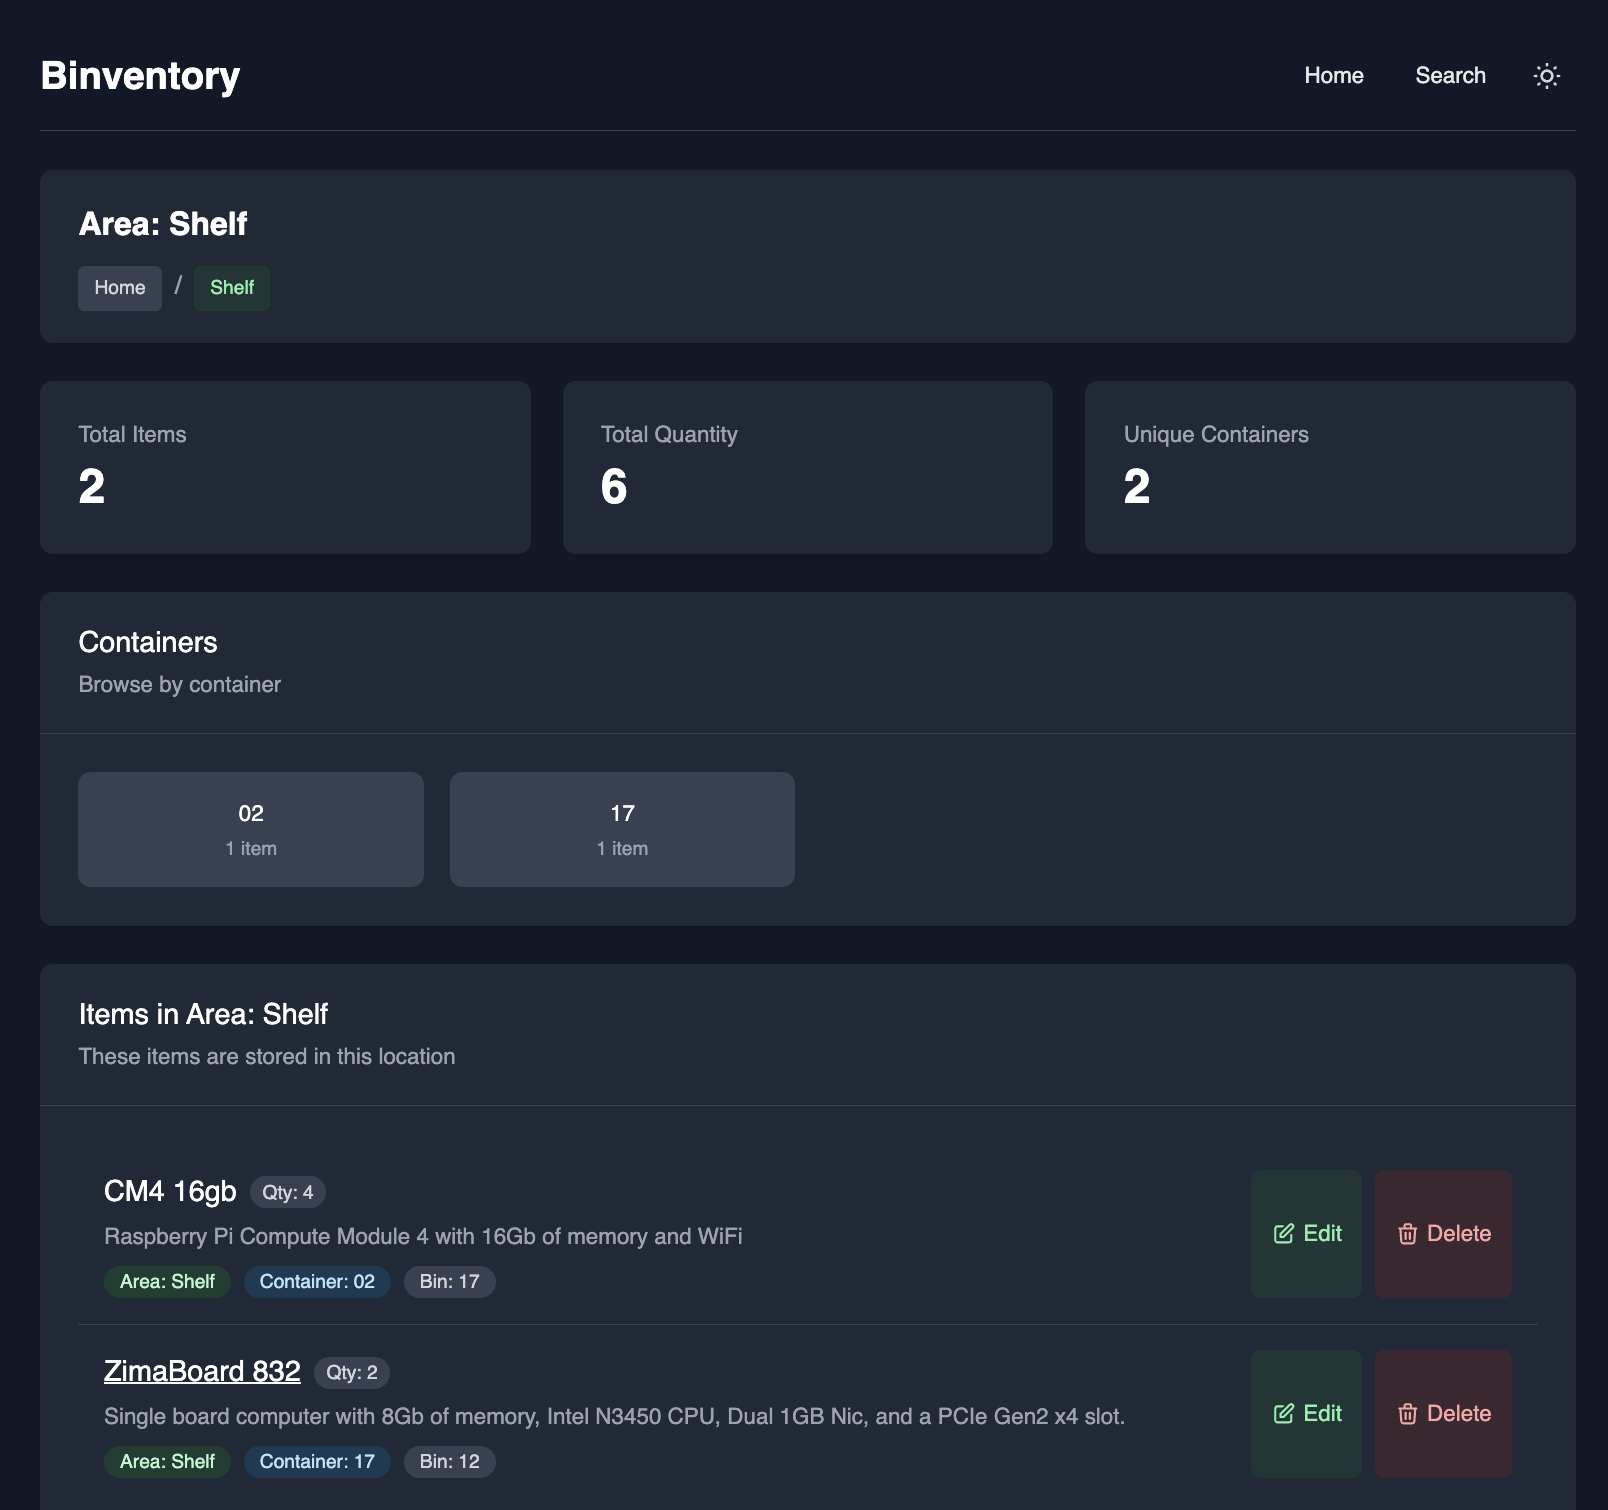 Binventory
Home Search
Area: Shelf
Home / Shelf
Total Items
2
Total Quantity
6
Unique Containers
2
Containers
Browse by container
02
1 item
17
1 item
Items in Area: Shelf
These items are stored in this location
CM4 16gb Qty: 4
Raspberry Pi Compute Module 4 with 16Gb of memory and WiFi
Area: Shelf Container: 02 Bin: 17
Edit Delete
ZimaBoard 832 Qty: 2
Single board computer with 8Gb of memory, Intel N3450 CPU, Dual 1GB Nic, and a PCIe Gen2 x4 slot.
Area: Shelf Container: 17 Bin: 12
Edit Delete